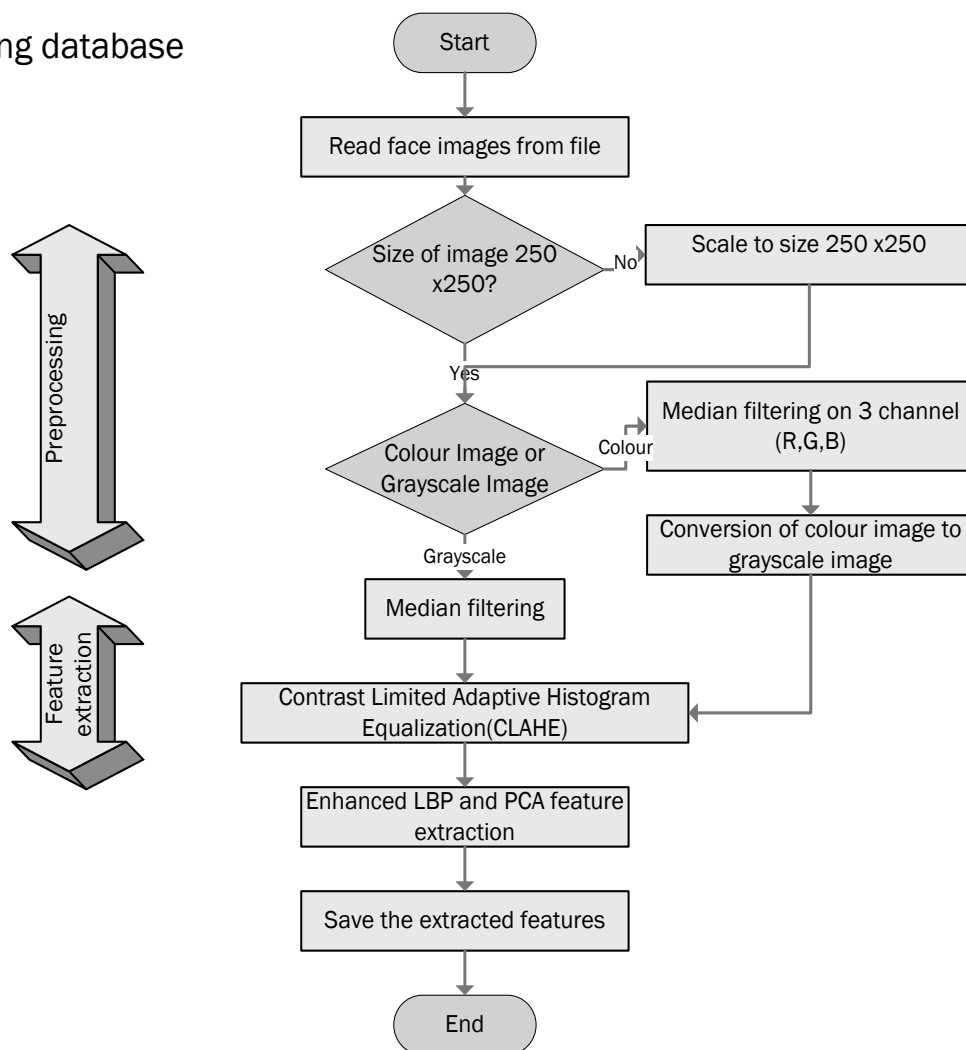 ng database
Start
Read face images from file
Size of image 250
x250?
No
Scale to size 250 x250
Yes
Preprocessing
Colour Image or
Grayscale Image
Colour
Median filtering on 3 channel
(R,G,B)
Conversion of colour image to
grayscale image
Grayscale
Median filtering
Feature
extraction
Contrast Limited Adaptive Histogram
Equalization(CLAHE)
Enhanced LBP and PCA feature
extraction
Save the extracted features
End